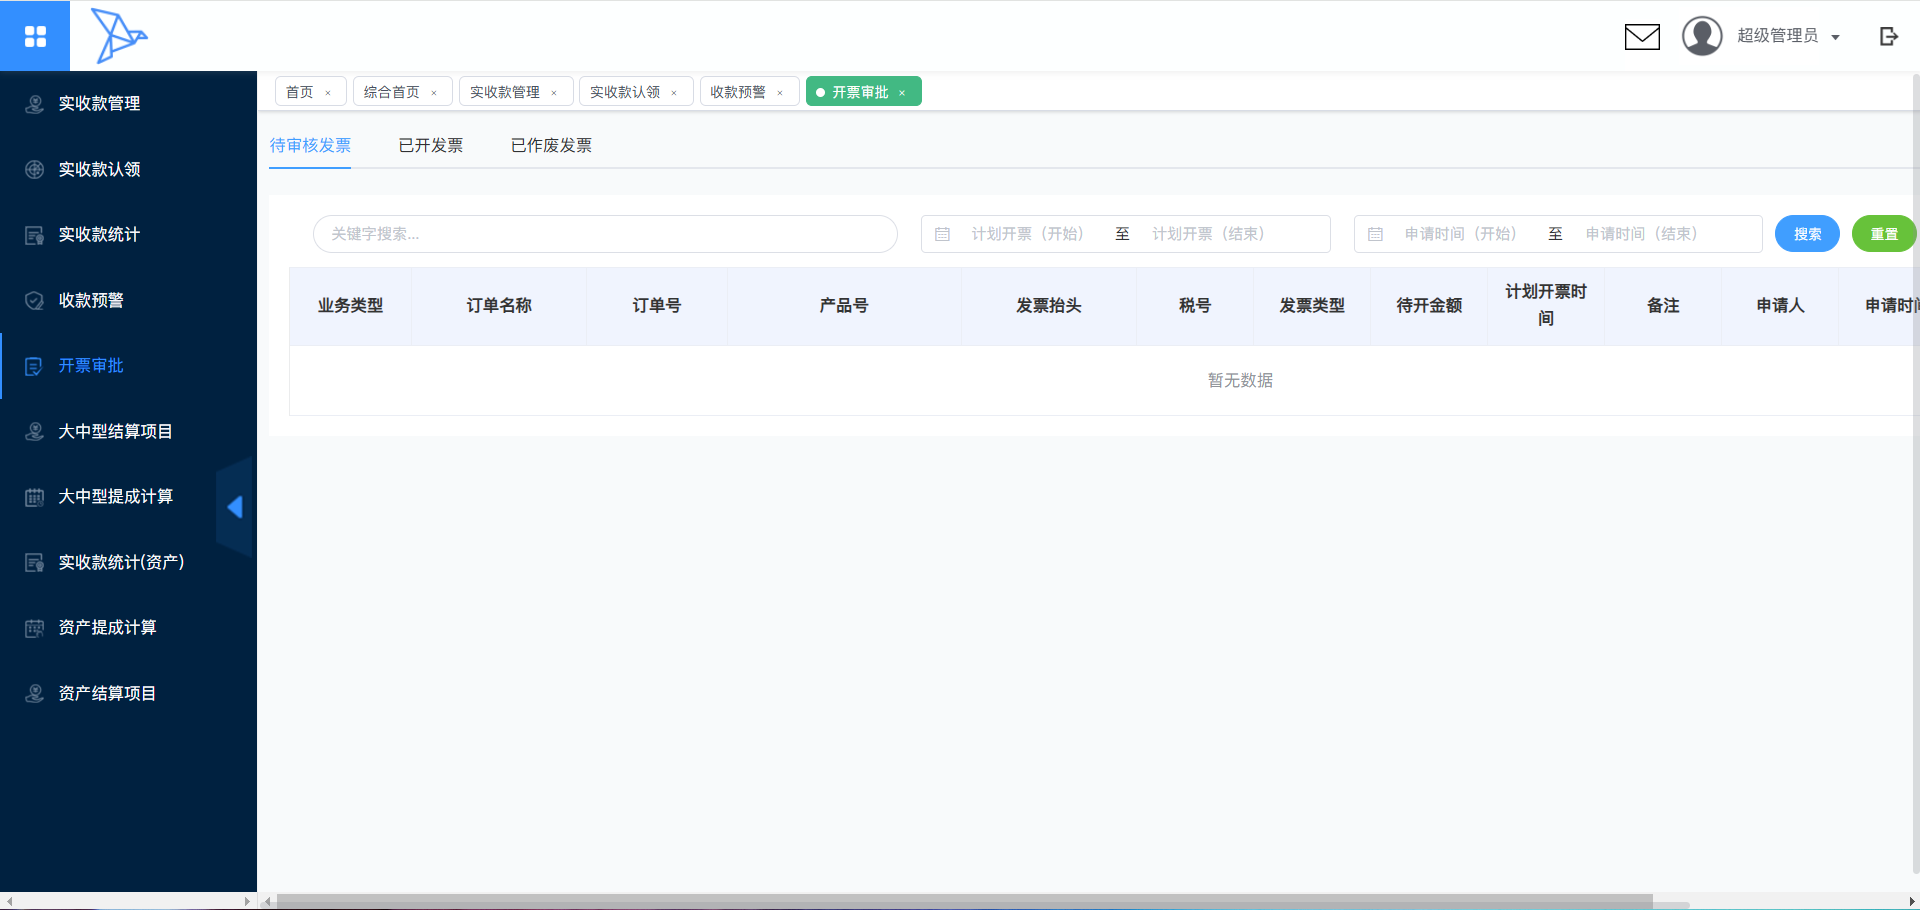 超级管理员
首页 ×
综合首页 ×
实收款管理 ×
实收款认领 ×
收款预警 ×
开票审批 ×
实收款管理
实收款认领
实收款统计
收款预警
开票审批
大中型结算项目
大中型提成计算
实收款统计(资产)
资产提成计算
资产结算项目
待审核发票
已开发票
已作废发票
关键字搜索...
计划开票（开始） 至 计划开票（结束）
申请时间（开始） 至 申请时间（结束）
搜索
重置
业务类型
订单名称
订单号
产品号
发票抬头
税号
发票类型
待开金额
计划开票时
间
备注
申请人
申请时间
暂无数据